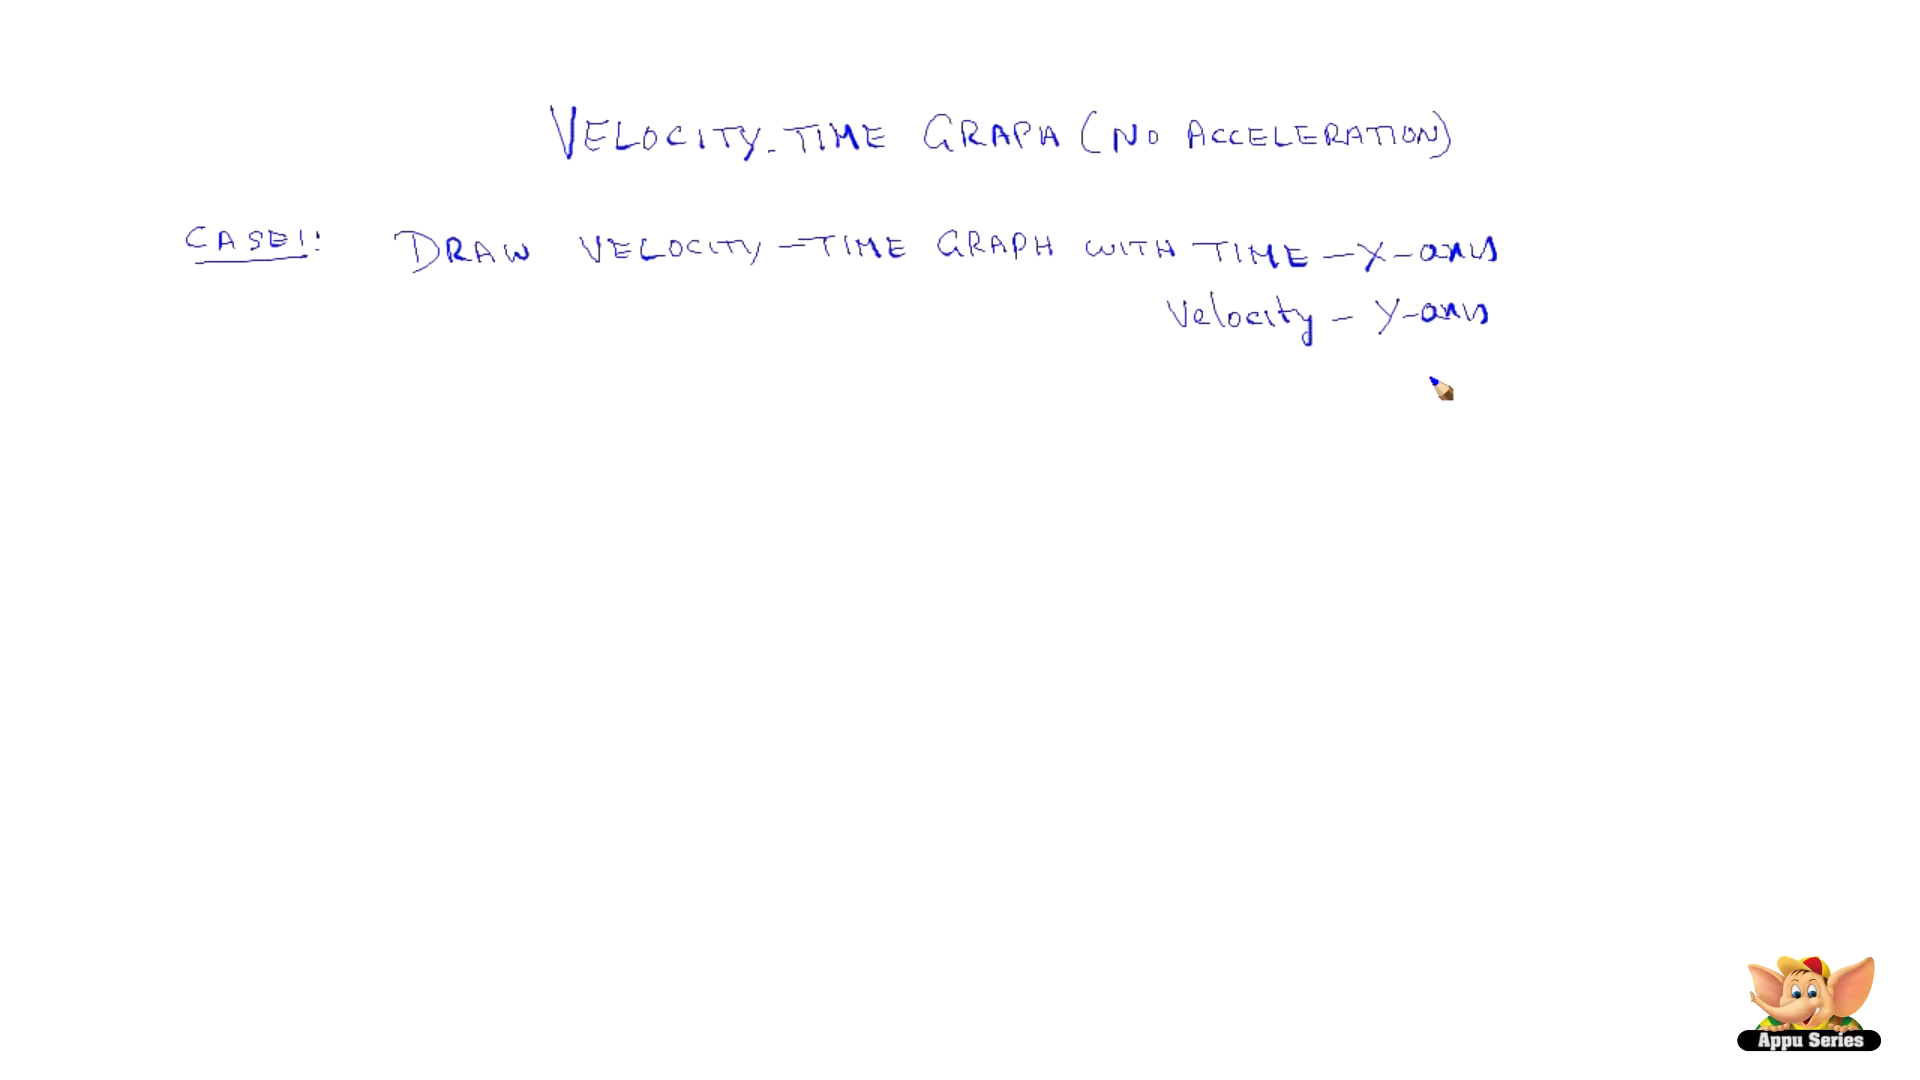 VELOCITY-TIME GRAPH (NO ACCELERATION)
CASE1: DRAW VELOCITY-TIME GRAPH WITH TIME - X-axis
Velocity - Y-axis
Appu Series